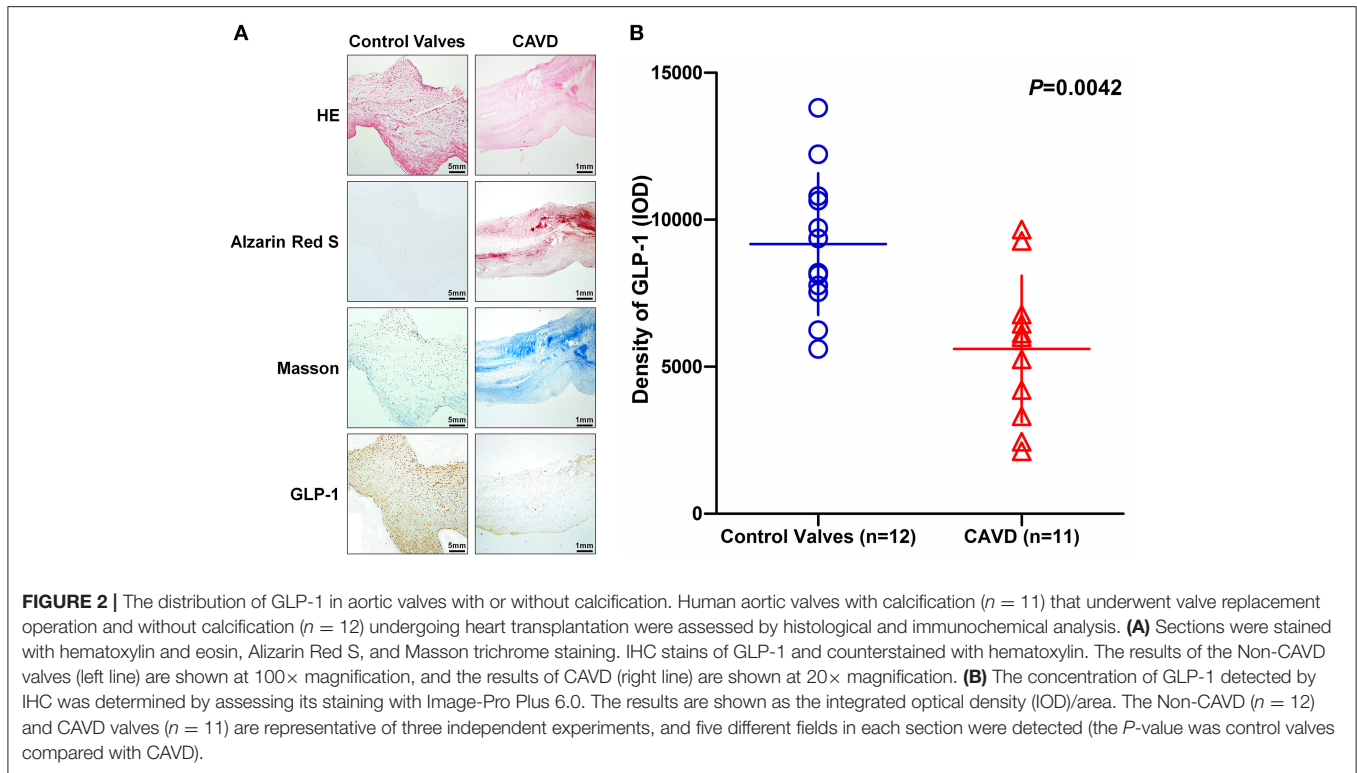 A
B
Control Valves
CAVD
HE
5mm
1mm
Alzarin Red S
5mm
1mm
Masson
5mm
1mm
GLP-1
5mm
1mm
15000
10000
5000
0
Density of GLP-1 (IOD)
P=0.0042
Control Valves (n=12)
CAVD (n=11)
FIGURE 2 | The distribution of GLP-1 in aortic valves with or without calcification. Human aortic valves with calcification (n = 11) that underwent valve replacement
operation and without calcification (n = 12) undergoing heart transplantation were assessed by histological and immunochemical analysis. (A) Sections were stained
with hematoxylin and eosin, Alizarin Red S, and Masson trichrome staining. IHC stains of GLP-1 and counterstained with hematoxylin. The results of the Non-CAVD
valves (left line) are shown at 100× magnification, and the results of CAVD (right line) are shown at 20× magnification. (B) The concentration of GLP-1 detected by
IHC was determined by assessing its staining with Image-Pro Plus 6.0. The results are shown as the integrated optical density (IOD)/area. The Non-CAVD (n = 12)
and CAVD valves (n = 11) are representative of three independent experiments, and five different fields in each section were detected (the P-value was control valves
compared with CAVD).